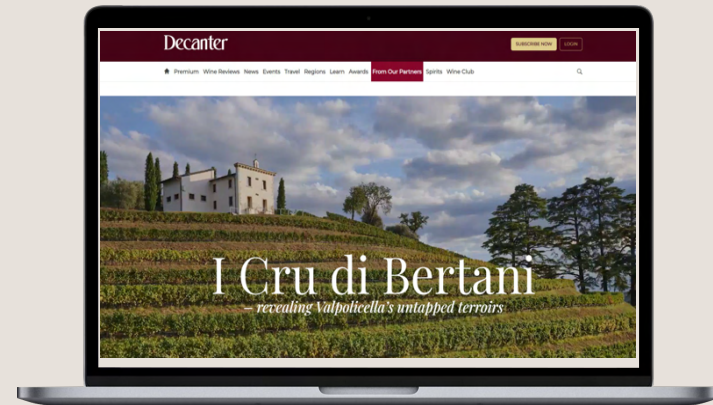 Decanter
SUBSCRIBE NOW LOGIN
Premium Wine Reviews News Events Travel Regions Learn Awards From Our Partners Spirits Wine Club
I Cru di Bertani
– revealing Valpolicella's untapped terroirs